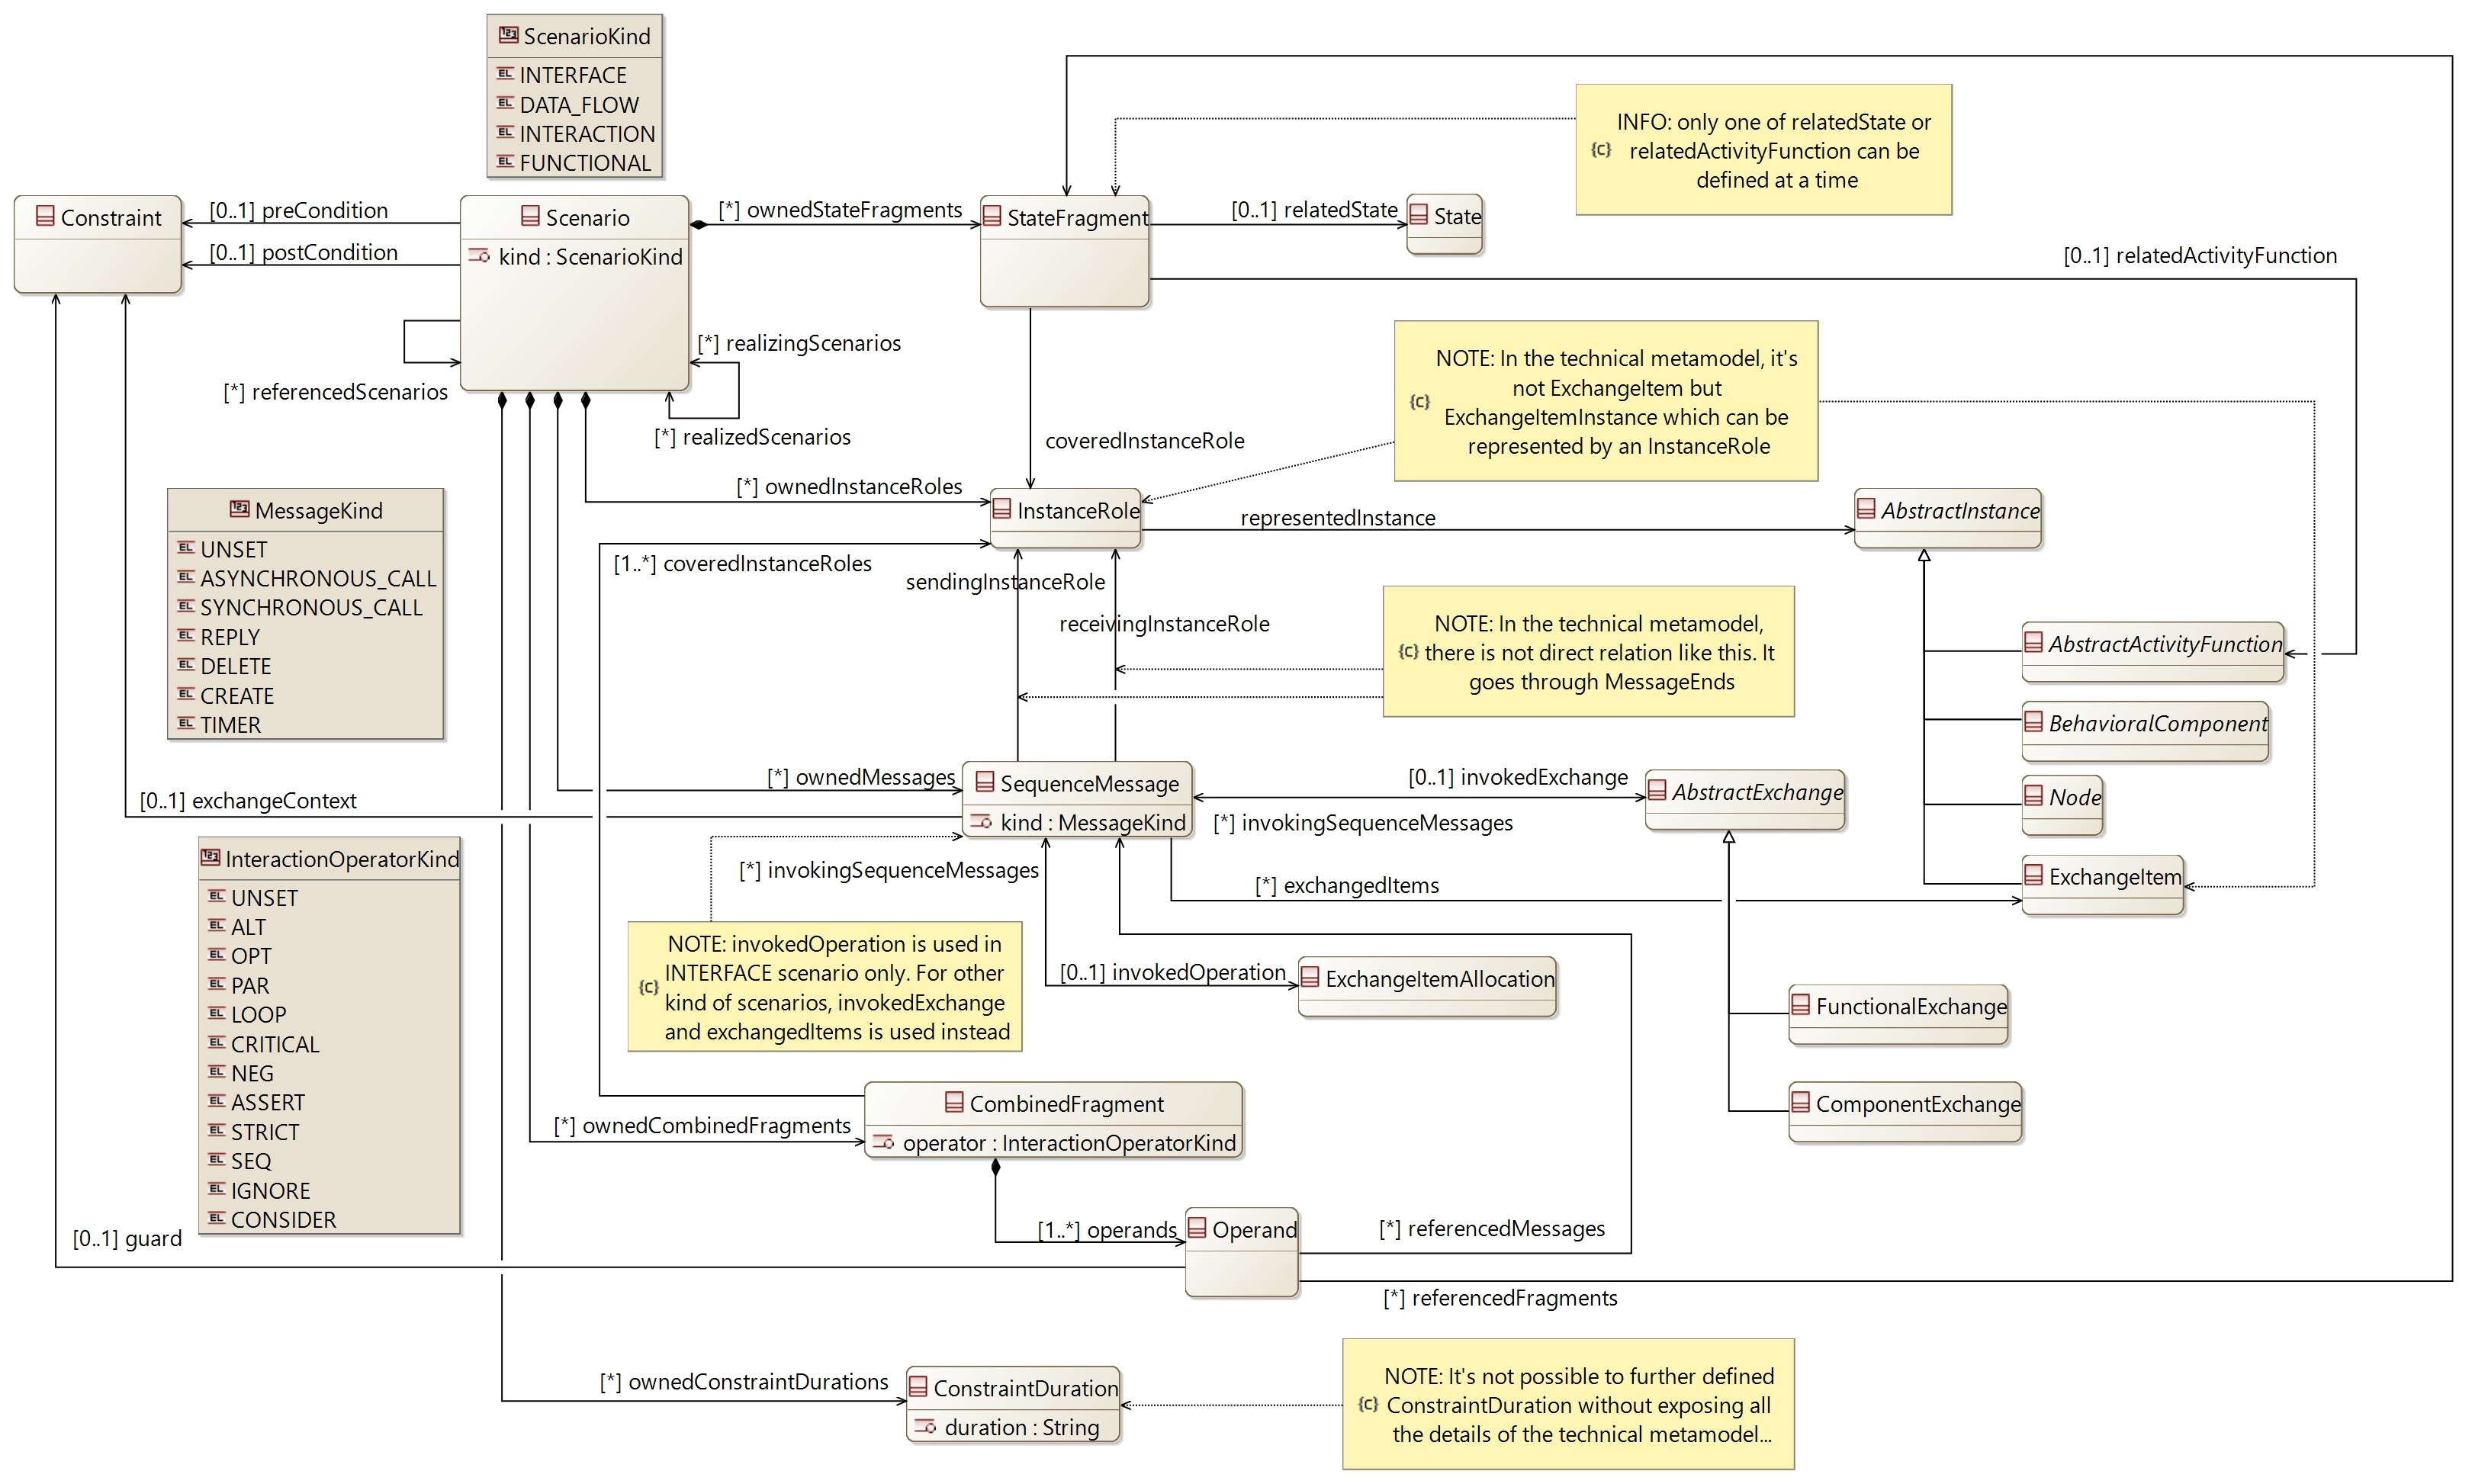 ScenarioKind
INTERFACE
DATA_FLOW
INTERACTION
FUNCTIONAL
INFO: only one of relatedState or
relatedActivityFunction can be
defined at a time
{c}
Constraint
[0..1] preCondition
[0..1] postCondition
Scenario
kind : ScenarioKind
[*] ownedStateFragments
StateFragment
[0..1] relatedState
State
[0..1] relatedActivityFunction
[*] realizingScenarios
[*] referencedScenarios
[*] realizedScenarios
coveredInstanceRole
NOTE: In the technical metamodel, it's
not ExchangeItem but
{c}
ExchangeItemInstance which can be
represented by an InstanceRole
[*] ownedInstanceRoles
InstanceRole
representedInstance
AbstractInstance
MessageKind
UNSET
ASYNCHRONOUS_CALL
SYNCHRONOUS_CALL
REPLY
DELETE
CREATE
TIMER
[1..*] coveredInstanceRoles
sendingInstanceRole
receivingInstanceRole
NOTE: In the technical metamodel,
{c} there is not direct relation like this. It
goes through MessageEnds
AbstractActivityFunction
BehavioralComponent
Node
ExchangeItem
[*] ownedMessages
SequenceMessage
kind : MessageKind
[0..1] invokedExchange
[*] invokingSequenceMessages
AbstractExchange
[0..1] exchangeContext
[*] invokingSequenceMessages
[*] exchangedItems
InteractionOperatorKind
UNSET
ALT
OPT
PAR
LOOP
CRITICAL
NEG
ASSERT
STRICT
SEQ
IGNORE
CONSIDER
NOTE: invokedOperation is used in
INTERFACE scenario only. For other
{c}
kind of scenarios, invokedExchange
and exchangedItems is used instead
[0..1] invokedOperation
ExchangeItemAllocation
FunctionalExchange
ComponentExchange
CombinedFragment
operator : InteractionOperatorKind
[*] ownedCombinedFragments
[1..*] operands
Operand
[*] referencedMessages
[0..1] guard
[*] referencedFragments
[*] ownedConstraintDurations
ConstraintDuration
duration : String
NOTE: It's not possible to further defined
{c} ConstraintDuration without exposing all
the details of the technical metamodel...